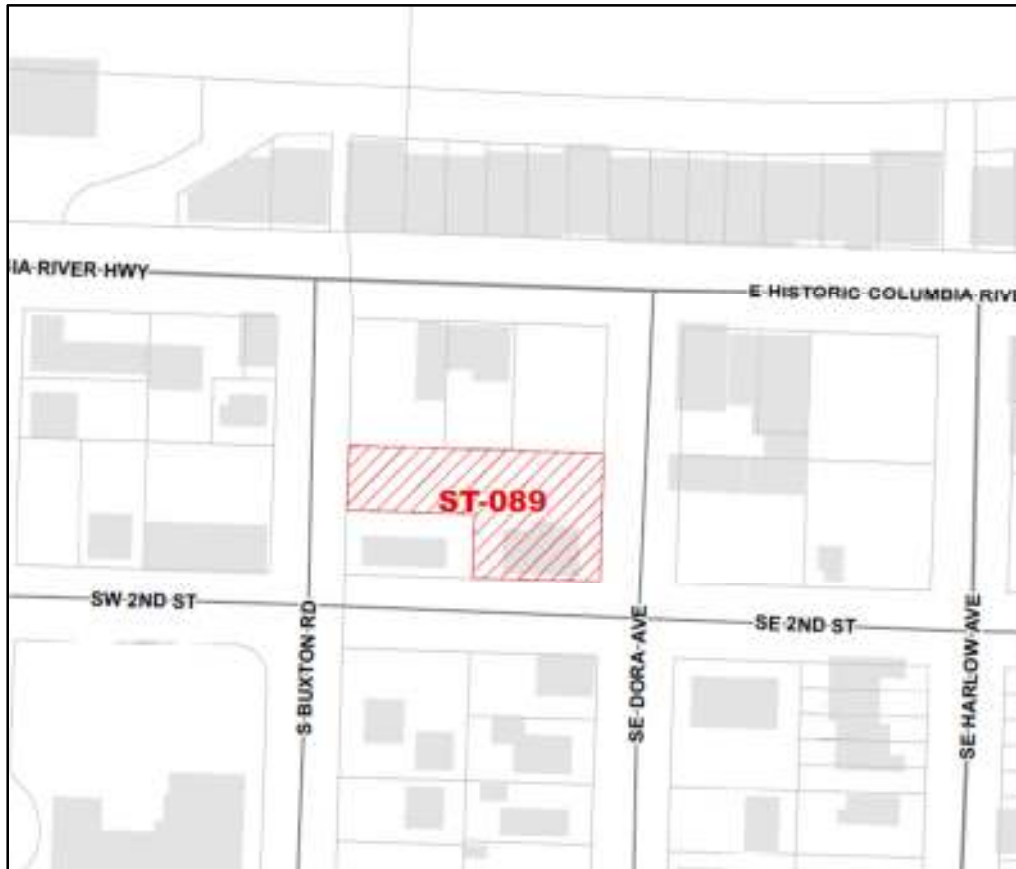 IA RIVER HWY
E HISTORIC COLUMBIA RIVE
ST-089
SW 2ND ST
SE 2ND ST
S BUXTON RD
SE DORA AVE
SE HARLOW AVE